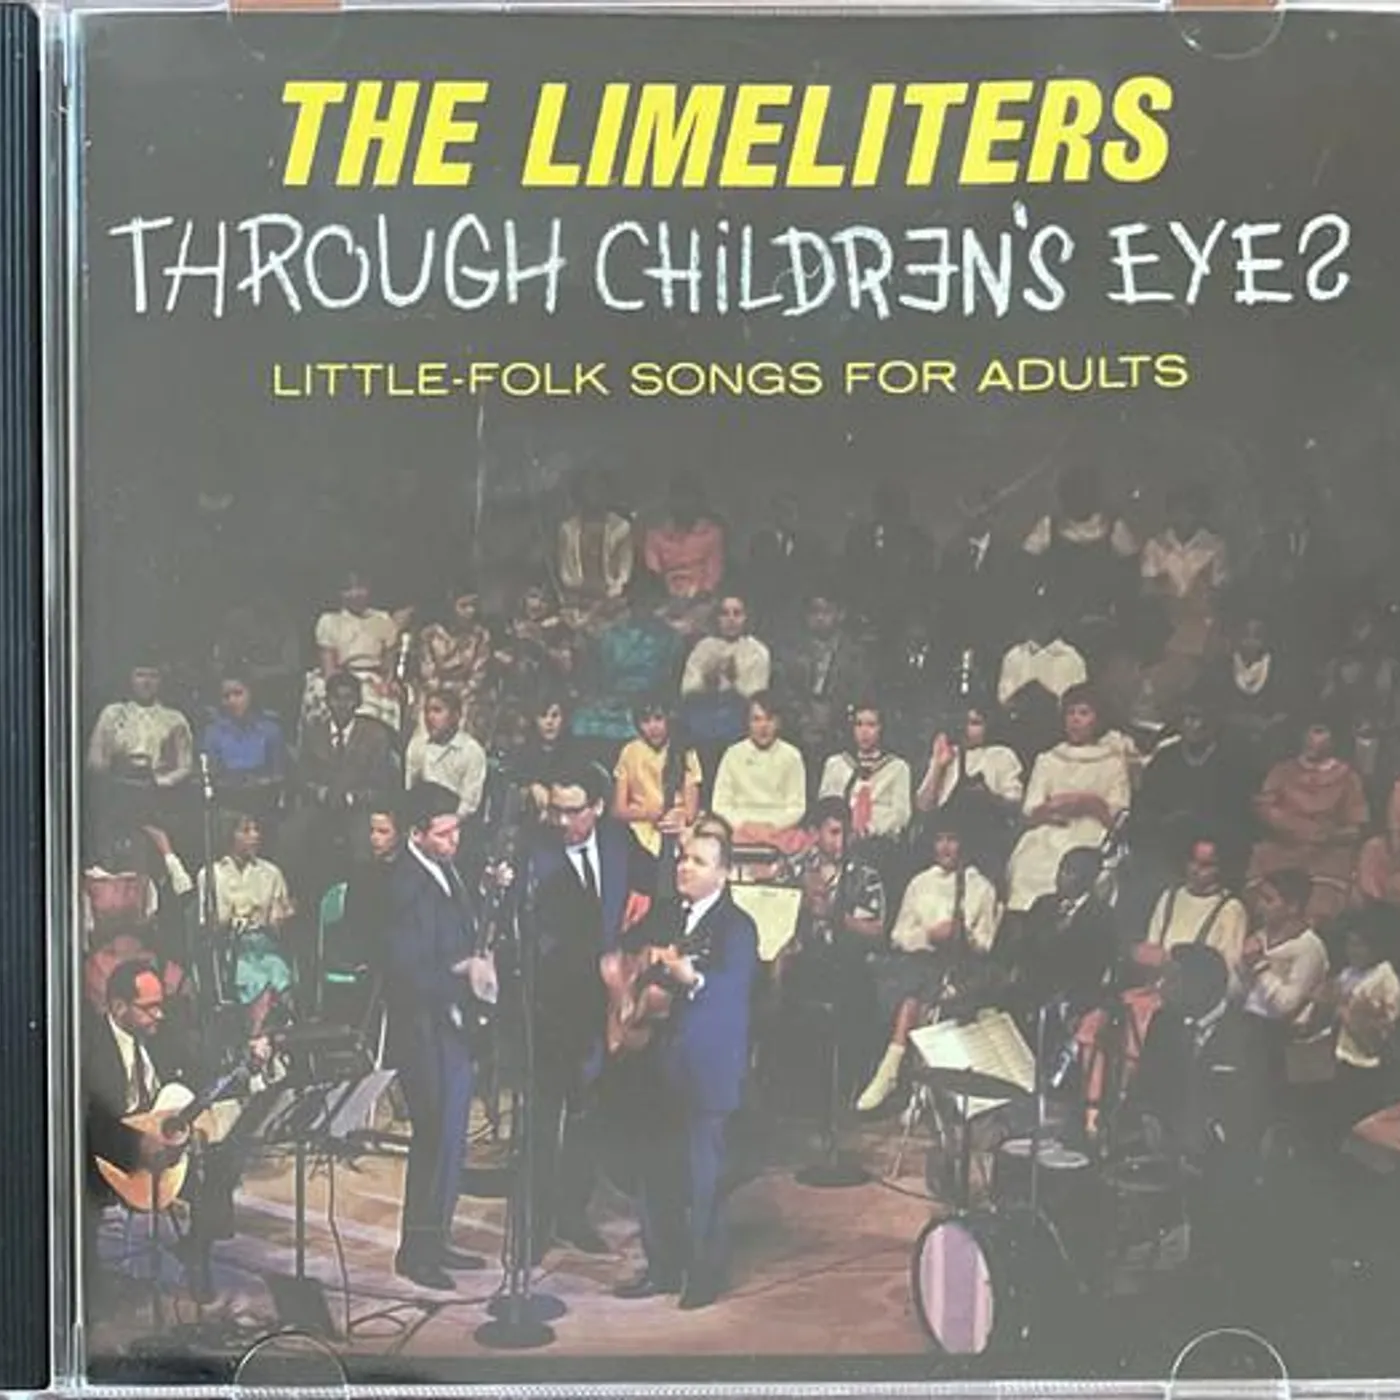 THE LIMELITERS
THROUGH CHiLDREN'S EYES
LITTLE-FOLK SONGS FOR ADULTS